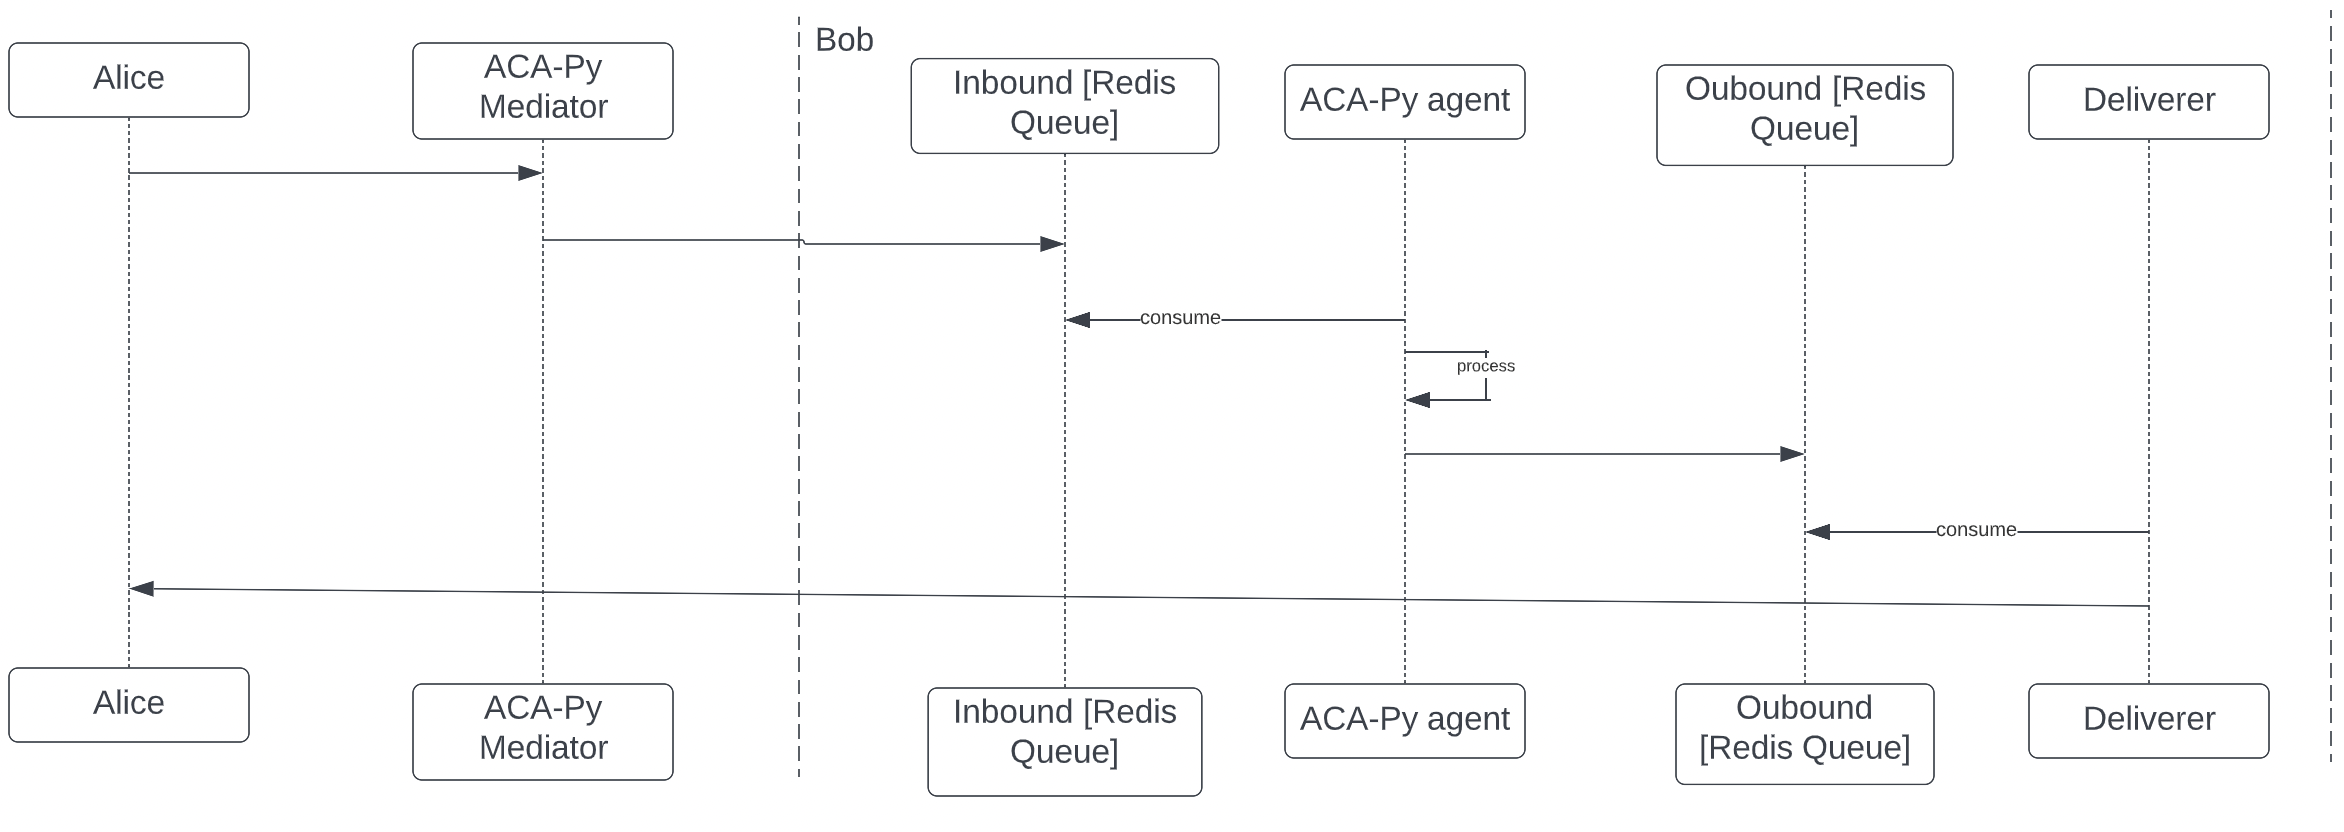 Bob
Alice
ACA-Py
Mediator
Inbound [Redis
Queue]
ACA-Py agent
Oubound [Redis
Queue]
Deliverer
consume
process
consume
Alice
ACA-Py
Mediator
Inbound [Redis
Queue]
ACA-Py agent
Oubound
[Redis Queue]
Deliverer